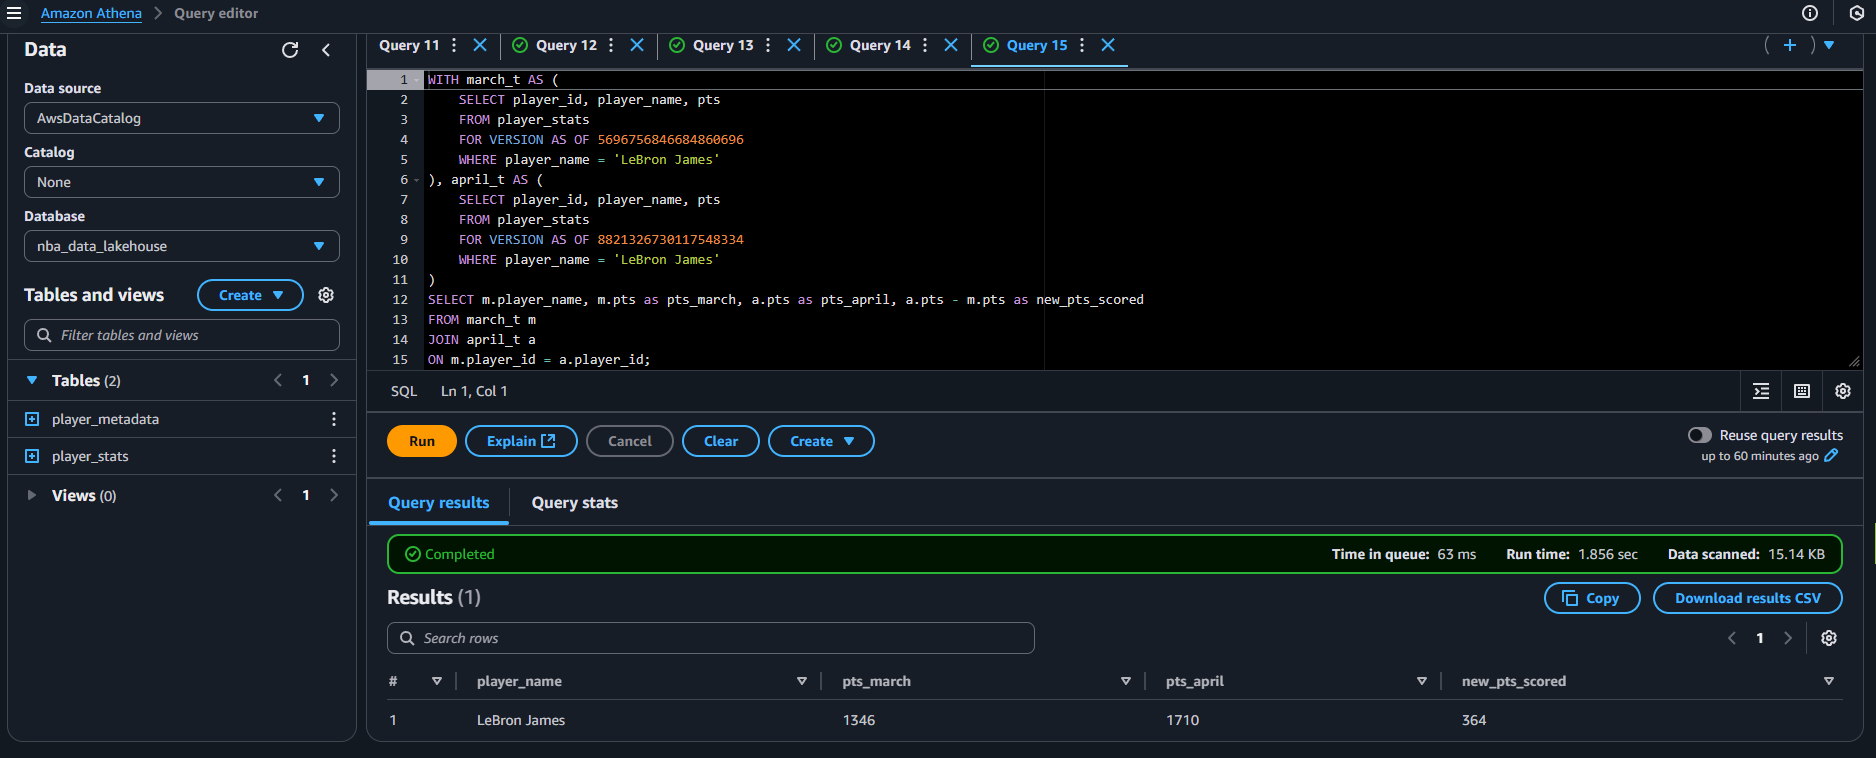 Amazon Athena > Query editor
Data
Data source
AwsDataCatalog
Catalog
None
Database
nba_data_lakehouse
Tables and views
Create
Filter tables and views
Tables (2) < 1 >
player_metadata
player_stats
Views (0) < 1 >
Query 11 Query 12 Query 13 Query 14 Query 15
1 WITH march_t AS (
2 SELECT player_id, player_name, pts
3 FROM player_stats
4 FOR VERSION AS OF 5696756846684860696
5 WHERE player_name = 'LeBron James'
6 ), april_t AS (
7 SELECT player_id, player_name, pts
8 FROM player_stats
9 FOR VERSION AS OF 8821326730117548334
10 WHERE player_name = 'LeBron James'
11 )
12 SELECT m.player_name, m.pts as pts_march, a.pts as pts_april, a.pts - m.pts as new_pts_scored
13 FROM march_t m
14 JOIN april_t a
15 ON m.player_id = a.player_id;
SQL Ln 1, Col 1
Run Explain Cancel Clear Create
Reuse query results
up to 60 minutes ago
Query results Query stats
Completed Time in queue: 63 ms Run time: 1.856 sec Data scanned: 15.14 KB
Results (1) Copy Download results CSV
Search rows < 1 >
# player_name pts_march pts_april new_pts_scored
1 LeBron James 1346 1710 364